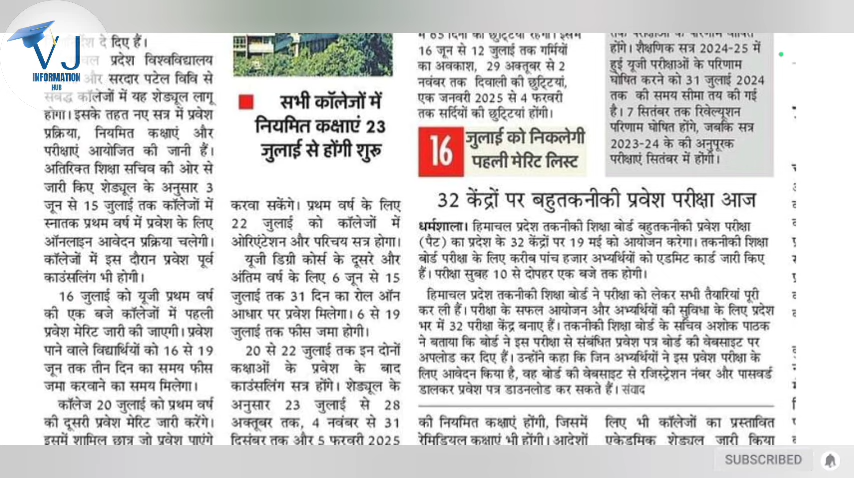 VJ
INFORMATION
HUB
दे दिए हैं।
प्रदेश विश्वविद्यालय
और सरदार पटेल विवि से
संबद्ध कॉलेजों में यह शेड्यूल लागू
होगा। इसके तहत नए सत्र में प्रवेश
प्रक्रिया, नियमित कक्षाएं और
परीक्षाएं आयोजित की जानी हैं।
अतिरिक्त शिक्षा सचिव की ओर से
जारी किए शेड्यूल के अनुसार 3
जून से 15 जुलाई तक कॉलेजों में
स्नातक प्रथम वर्ष में प्रवेश के लिए
ऑनलाइन आवेदन प्रक्रिया चलेगी।
कॉलेजों में इस दौरान प्रवेश पूर्व
काउंसलिंग भी होगी।
16 जुलाई को यूजी प्रथम वर्ष
की एक बजे कॉलेजों में पहली
प्रवेश मेरिट जारी की जाएगी। प्रवेश
पाने वाले विद्यार्थियों को 16 से 19
जून तक तीन दिन का समय फीस
जमा करवाने का समय मिलेगा।
कॉलेज 20 जुलाई को प्रथम वर्ष
की दूसरी प्रवेश मेरिट जारी करेंगे।
इसमें शामिल छात्र जो प्रवेश पाएंगे
सभी कॉलेजों में
नियमित कक्षाएं 23
जुलाई से होंगी शुरू
करवा सकेंगे। प्रथम वर्ष के लिए
22 जुलाई को कॉलेजों में
ओरिएंटेशन और परिचय सत्र होगा।
यूजी डिग्री कोर्स के दूसरे और
अंतिम वर्ष के लिए 6 जून से 15
जुलाई तक 31 दिन का रोल ऑन
आधार पर प्रवेश मिलेगा। 6 से 19
जुलाई तक फीस जमा होगी।
20 से 22 जुलाई तक इन दोनों
कक्षाओं के प्रवेश के बाद
काउंसलिंग सत्र होंगे। शेड्यूल के
अनुसार 23 जुलाई से 28
अक्तूबर तक, 4 नवंबर से 31
दिसंबर तक और 5 फरवरी 2025
में 65 दिनों की छुट्टियां रहेंगी। इसमें
16 जून से 12 जुलाई तक गर्मियों
का अवकाश, 29 अक्तूबर से 2
नवंबर तक दिवाली की छुट्टियां,
एक जनवरी 2025 से 4 फरवरी
तक सर्दियों की छुट्टियां होंगी।
16 जुलाई को निकलेगी
पहली मेरिट लिस्ट
तक परीक्षाओं के परिणाम घोषित
होंगे। शैक्षणिक सत्र 2024-25 में
हुई यूजी परीक्षाओं के परिणाम
घोषित करने को 31 जुलाई 2024
तक की समय सीमा तय की गई
है। 7 सितंबर तक रिवेल्यूशन
परिणाम घोषित होंगे, जबकि सत्र
2023-24 के की अनुपूरक
परीक्षाएं सितंबर में होगी।
32 केंद्रों पर बहुतकनीकी प्रवेश परीक्षा आज
धर्मशाला। हिमाचल प्रदेश तकनीकी शिक्षा बोर्ड बहुतकनीकी प्रवेश परीक्षा
(पैट) का प्रदेश के 32 केंद्रों पर 19 मई को आयोजन करेगा। तकनीकी शिक्षा
बोर्ड परीक्षा के लिए करीब पांच हजार अभ्यर्थियों को एडमिट कार्ड जारी किए
हैं। परीक्षा सुबह 10 से दोपहर एक बजे तक होगी।
हिमाचल प्रदेश तकनीकी शिक्षा बोर्ड ने परीक्षा को लेकर सभी तैयारियां पूरी
कर ली हैं। परीक्षा के सफल आयोजन और अभ्यर्थियों की सुविधा के लिए प्रदेश
भर में 32 परीक्षा केंद्र बनाए हैं। तकनीकी शिक्षा बोर्ड के सचिव अशोक पाठक
ने बताया कि बोर्ड ने इस परीक्षा से संबंधित प्रवेश पत्र बोर्ड की वेबसाइट पर
अपलोड कर दिए हैं। उन्होंने कहा कि जिन अभ्यर्थियों ने इस प्रवेश परीक्षा के
लिए आवेदन किया है, वह बोर्ड की वेबसाइट से रजिस्ट्रेशन नंबर और पासवर्ड
डालकर प्रवेश पत्र डाउनलोड कर सकते हैं। संवाद
की नियमित कक्षाएं होंगी, जिसमें
रेमिडियल कक्षाएं भी होंगी। आदेशों
लिए भी कॉलेजों का प्रस्तावित
एकेडमिक शेड्यूल जारी किया
SUBSCRIBED